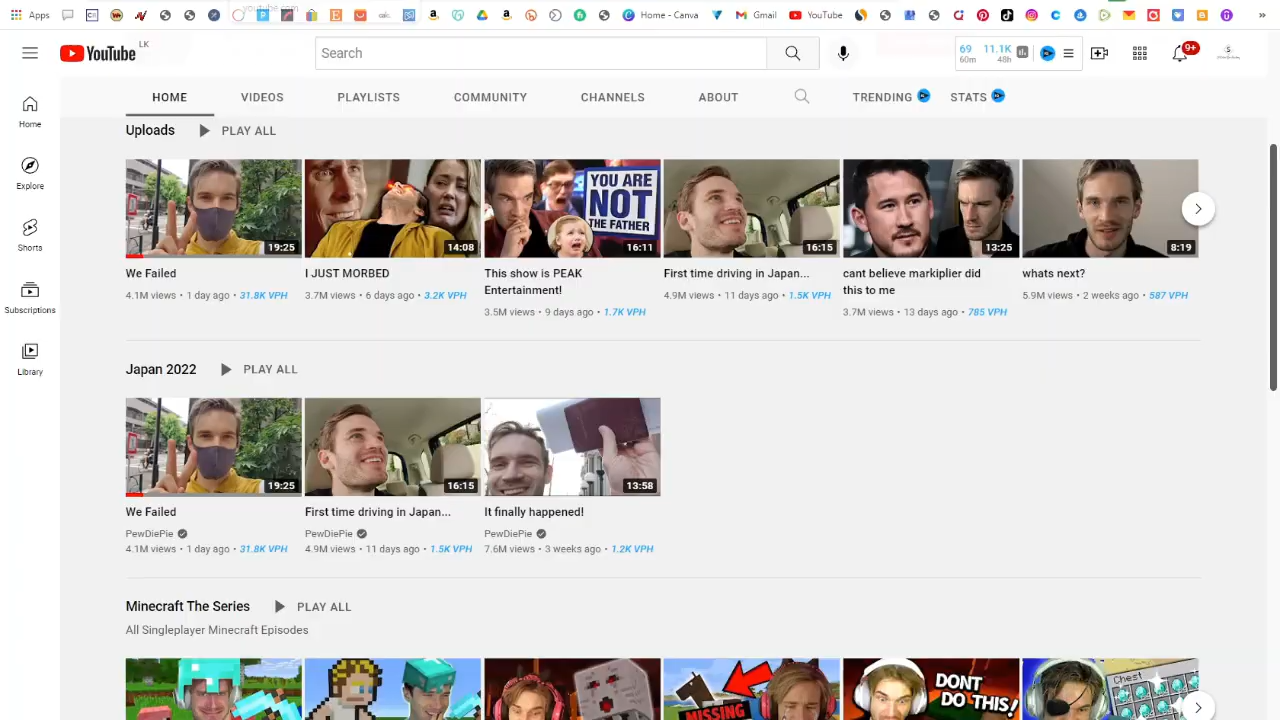 youtube.com
Apps
Home - Canva
Gmail
YouTube
»
YouTube LK
Search
69 11.1K
60m 48h
9+
HOME VIDEOS PLAYLISTS COMMUNITY CHANNELS ABOUT TRENDING STATS
Home
Explore
Shorts
Subscriptions
Library
Uploads PLAY ALL
YOU ARE
NOT
THE FATHER
19:25 14:08 16:11 16:15 13:25 8:19
We Failed
4.1M views • 1 day ago • 31.8K VPH
I JUST MORBED
3.7M views • 6 days ago • 3.2K VPH
This show is PEAK
Entertainment!
3.5M views • 9 days ago • 1.7K VPH
First time driving in Japan...
4.9M views • 11 days ago • 1.5K VPH
cant believe markiplier did
this to me
3.7M views • 13 days ago • 785 VPH
whats next?
5.9M views • 2 weeks ago • 587 VPH
Japan 2022 PLAY ALL
19:25 16:15 13:58
We Failed
PewDiePie
4.1M views • 1 day ago • 31.8K VPH
First time driving in Japan...
PewDiePie
4.9M views • 11 days ago • 1.5K VPH
It finally happened!
PewDiePie
7.6M views • 3 weeks ago • 1.2K VPH
Minecraft The Series PLAY ALL
All Singleplayer Minecraft Episodes
MISSING
DONT
DO THIS!
Chest